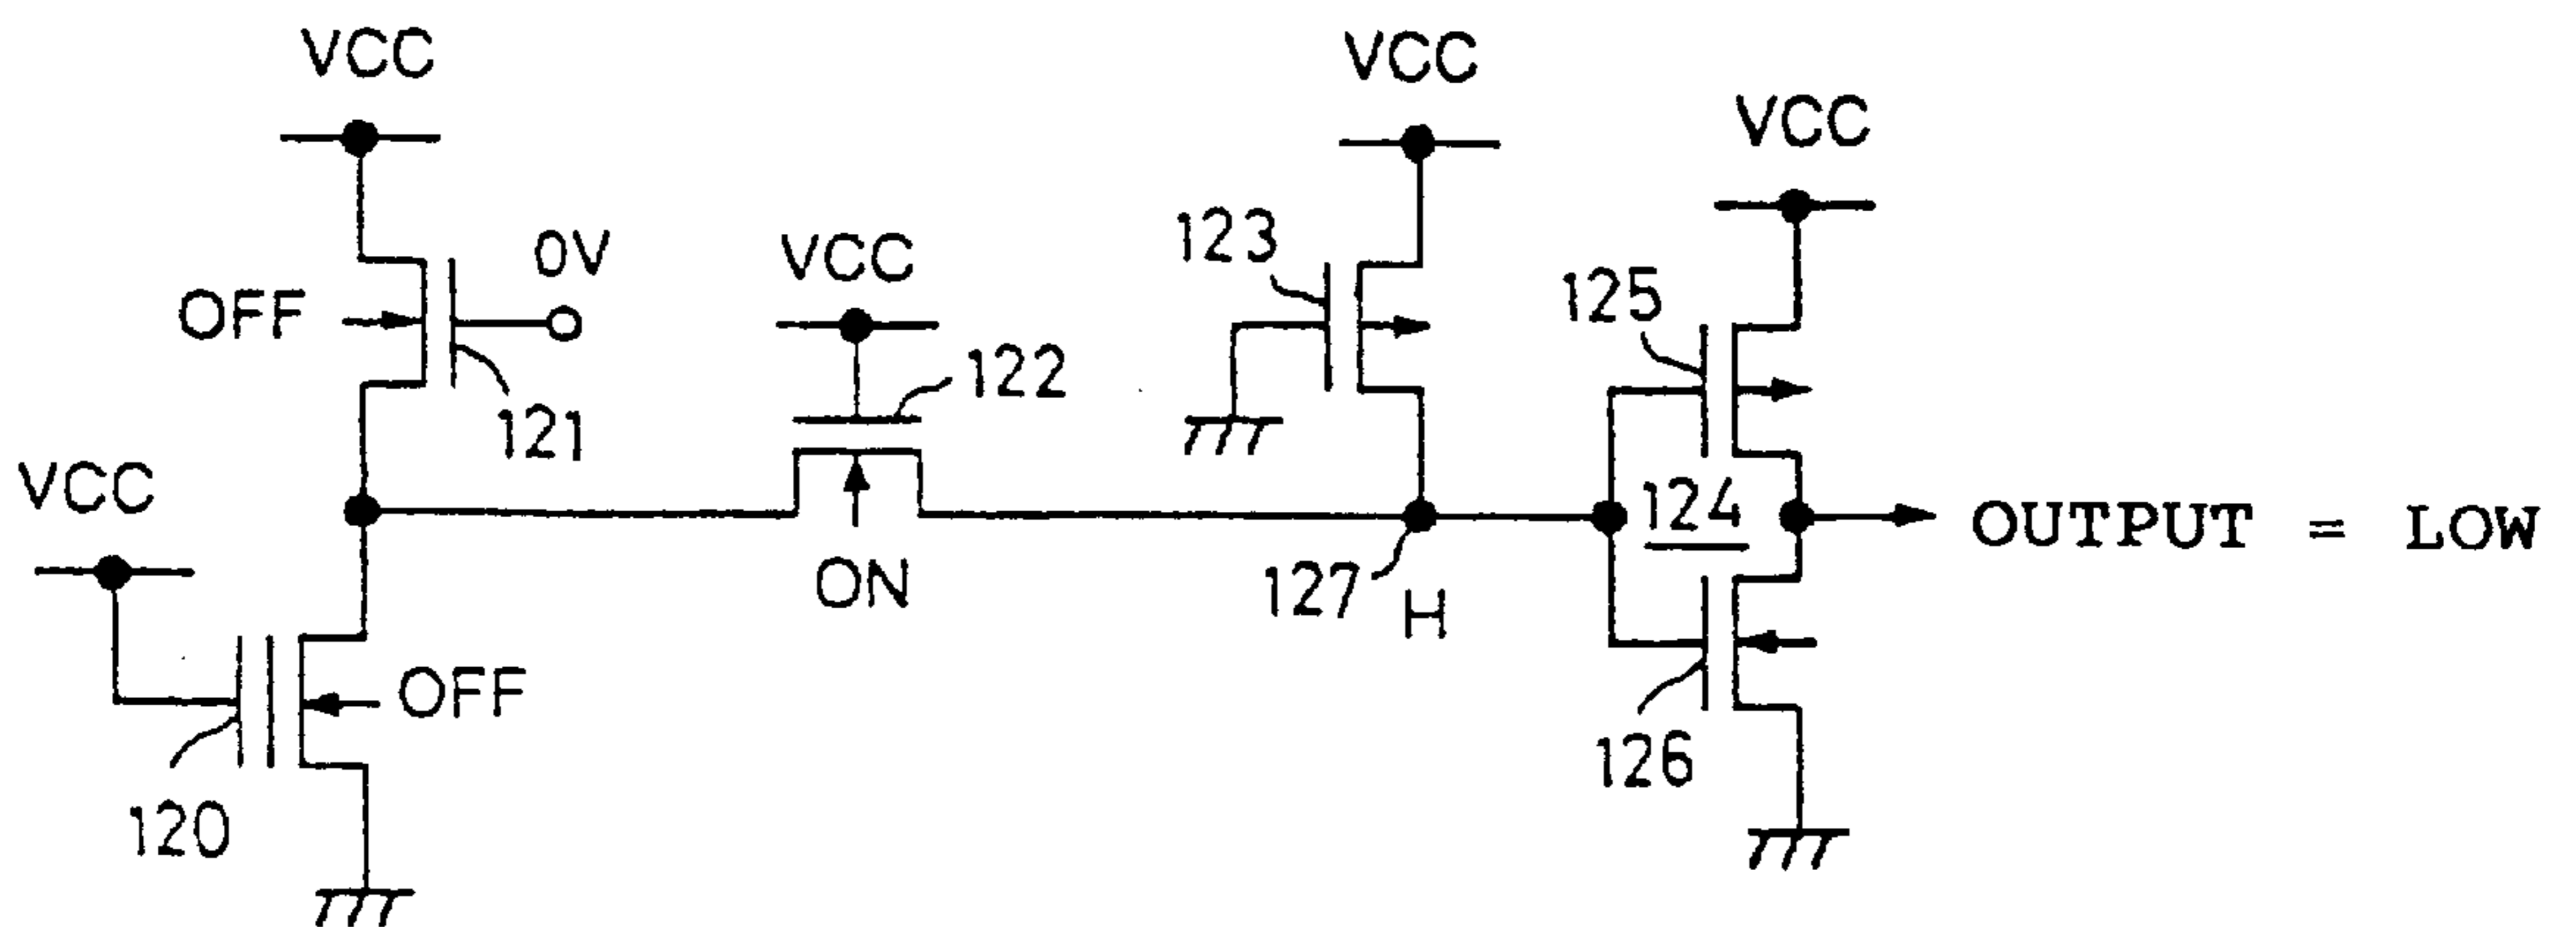 VCC
VCC
VCC
123
0V
VCC
OFF
125
122
121
VCC
124
OUTPUT = LOW
ON
127
H
OFF
126
120